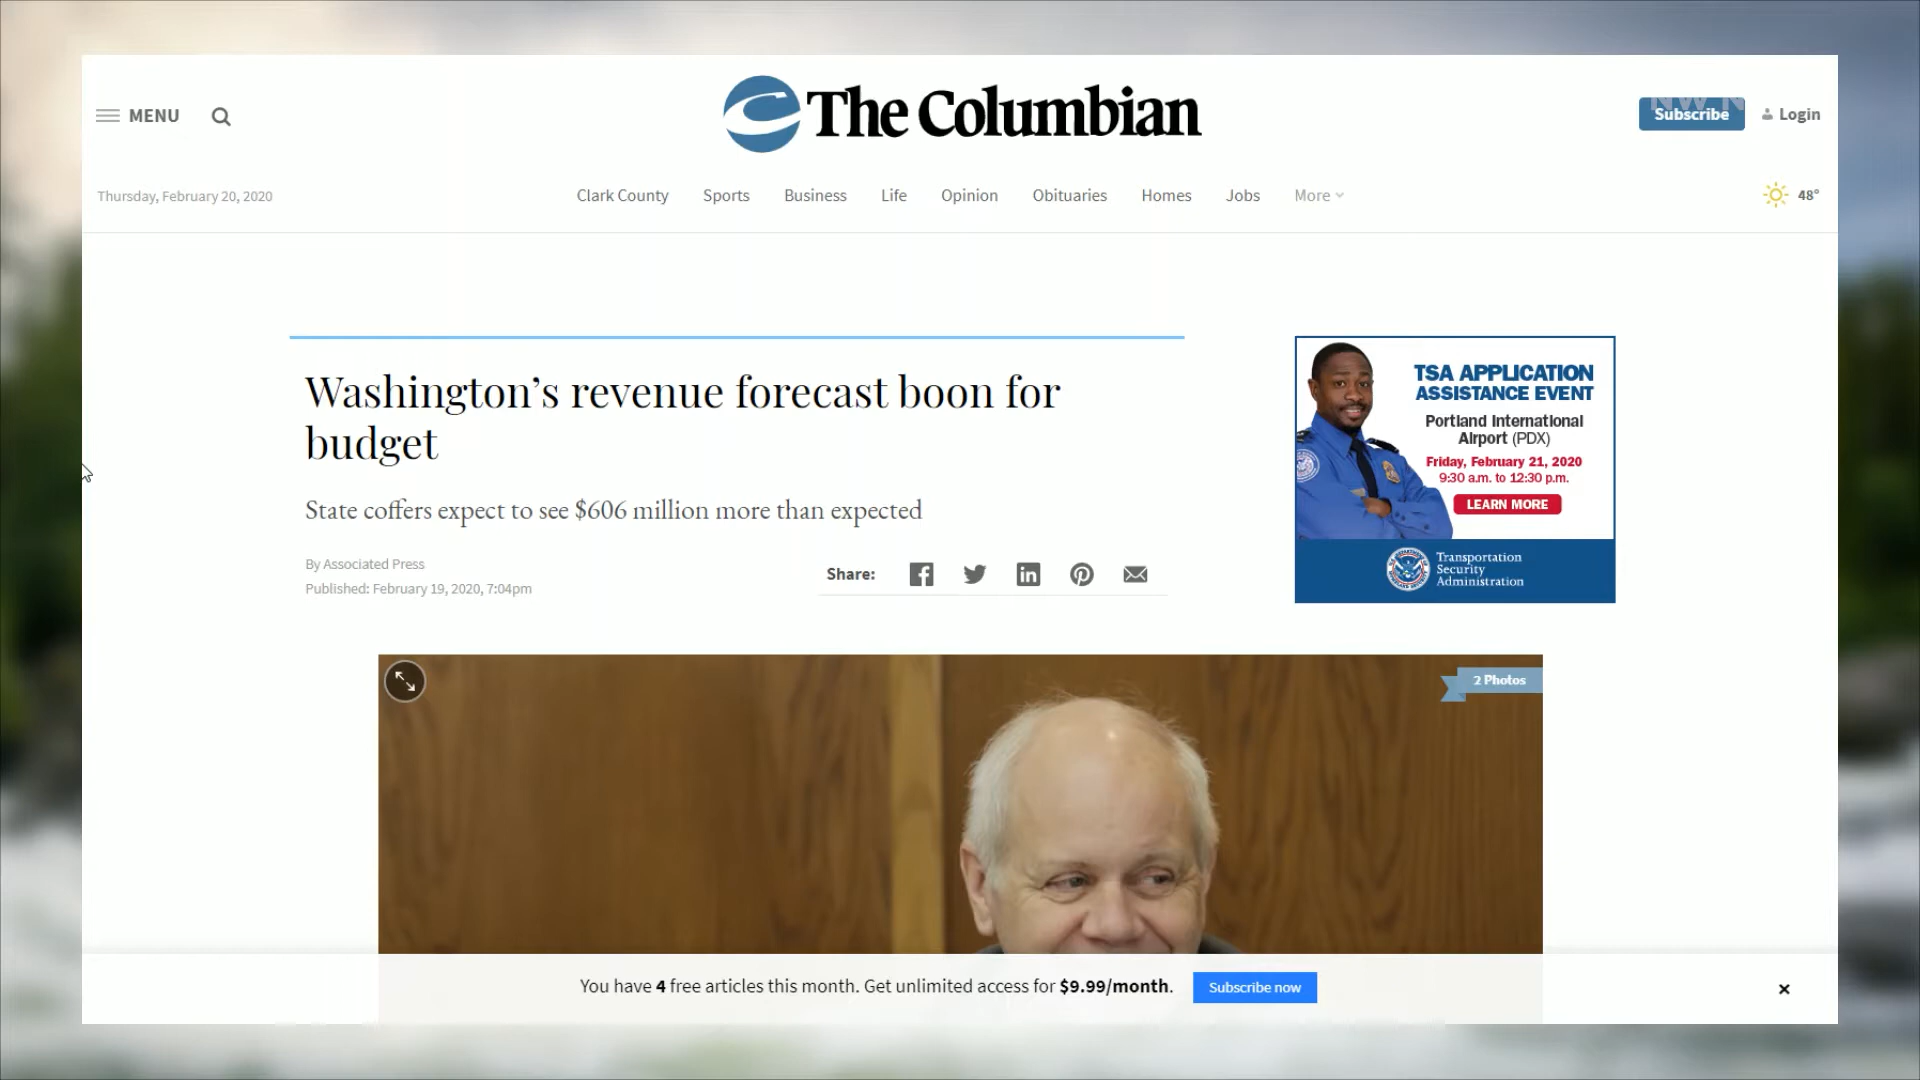 MENU
The Columbian
NWN
Subscribe
Login
Thursday, February 20, 2020
Clark County Sports Business Life Opinion Obituaries Homes Jobs More
48°
Washington’s revenue forecast boon for
budget
State coffers expect to see $606 million more than expected
By Associated Press
Published: February 19, 2020, 7:04pm
Share:
TSA APPLICATION
ASSISTANCE EVENT
Portland International
Airport (PDX)
Friday, February 21, 2020
9:30 a.m. to 12:30 p.m.
LEARN MORE
Transportation
Security
Administration
2 Photos
You have 4 free articles this month. Get unlimited access for $9.99/month.
Subscribe now